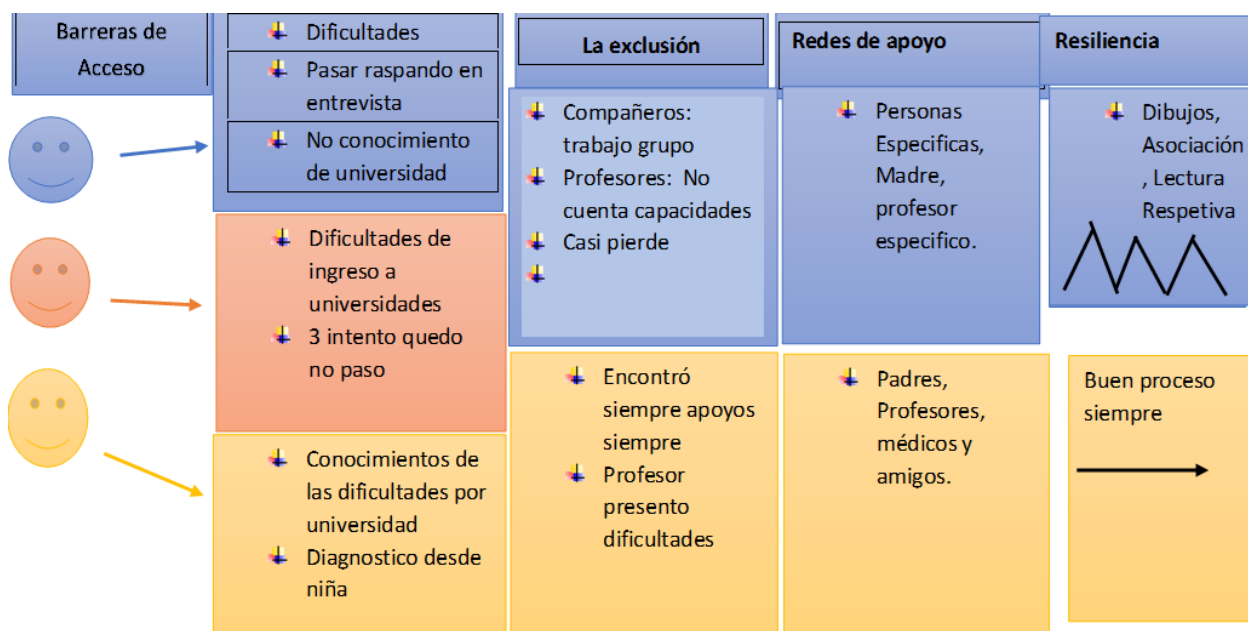 Barreras de
Acceso
Dificultades
Pasar raspando en
entrevista
No conocimiento
de universidad
La exclusión
Redes de apoyo
Resiliencia
Compañeros:
trabajo grupo
Profesores: No
cuenta capacidades
Casi pierde
Personas
Especificas,
Madre,
profesor
especifico.
Dibujos,
Asociación
, Lectura
Respetiva
Dificultades de
ingreso a
universidades
3 intento quedo
no paso
Conocimientos de
las dificultades por
universidad
Diagnostico desde
niña
Encontró
siempre apoyos
siempre
Profesor
presento
dificultades
Padres,
Profesores,
médicos y
amigos.
Buen proceso
siempre